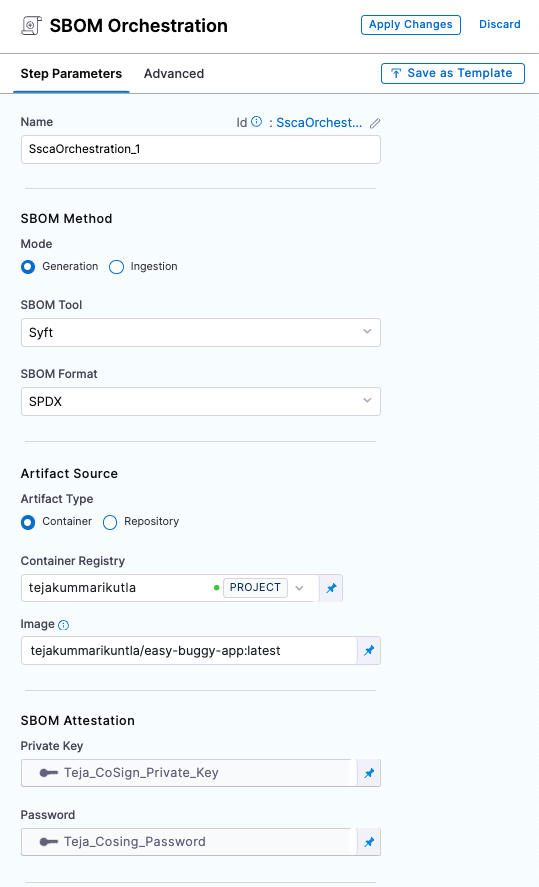 SBOM Orchestration
Apply Changes
Discard
Step Parameters
Advanced
Save as Template
Name
Id : SscaOrchest...
SscaOrchestration_1
SBOM Method
Mode
Generation
Ingestion
SBOM Tool
Syft
SBOM Format
SPDX
Artifact Source
Artifact Type
Container
Repository
Container Registry
tejakummarikutla
PROJECT
Image
tejakummarikuntla/easy-buggy-app:latest
SBOM Attestation
Private Key
Teja_CoSign_Private_Key
Password
Teja_Cosing_Password